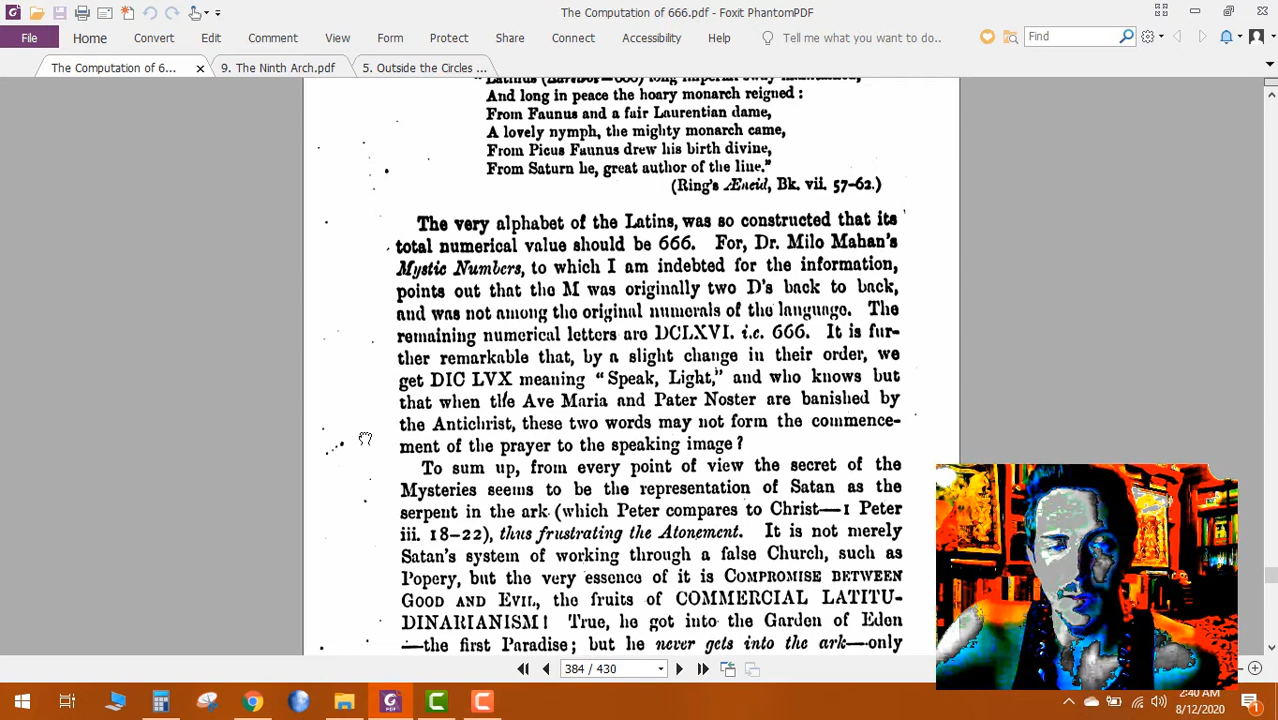 The Computation of 666.pdf - Foxit PhantomPDF
File Home Convert Edit Comment View Form Protect Share Connect Accessibility Help Tell me what you want to do.. Find
The Computation of 6... 9. The Ninth Arch.pdf 5. Outside the Circles ...
And long in peace the hoary monarch reigned :
From Faunus and a fair Laurentian dame,
A lovely nymph, the mighty monarch came,
From Picus Faunus drew his birth divine,
From Saturn he, great author of the line."
(Ring's Æneid, Bk. vii. 57-62.)
The very alphabet of the Latins, was so constructed that its
total numerical value should be 666. For, Dr. Milo Mahan's
Mystic Numbers, to which I am indebted for the information,
points out that the M was originally two D's back to back,
and was not among the original numerals of the language. The
remaining numerical letters are DCLXVI. i.e. 666. It is fur-
ther remarkable that, by a slight change in their order, we
get DIC LVX meaning "Speak, Light," and who knows but
that when the Ave Maria and Pater Noster are banished by
the Antichrist, these two words may not form the commence-
ment of the prayer to the speaking image?
To sum up, from every point of view the secret of the
Mysteries seems to be the representation of Satan as the
serpent in the ark (which Peter compares to Christ—1 Peter
iii. 18-22), thus frustrating the Atonement. It is not merely
Satan's system of working through a false Church, such as
Popery, but the very essence of it is COMPROMISE BETWEEN
GOOD AND EVIL, the fruits of COMMERCIAL LATITU-
DINARIANISM! True, he got into the Garden of Eden
—the first Paradise; but he never gets into the ark—only
384 / 430
2:40 AM
8/12/2020